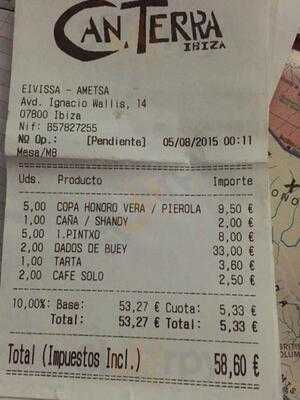 CAN TERRA
IBIZA
EIVISSA - AMETSA
Avd. Ignacio Wallis, 14
07800 Ibiza
Nif: B57827255
Nº Op.: [Pendiente] 05/08/2015 00:11
Mesa/M8
Uds. Producto Importe
5,00 COPA HONORO VERA / PIEROLA 9,50 €
1,00 CAÑA / SHANDY 2,00 €
5,00 1.PINTXO 8,00 €
2,00 DADOS DE BUEY 33,00 €
1,00 TARTA 3,60 €
2,00 CAFE SOLO 2,50 €
10,00%: Base: 53,27 € Cuota: 5,33 €
Total: 53,27 € Total: 5,33 €
Total (Impuestos Incl.) 58,60 €